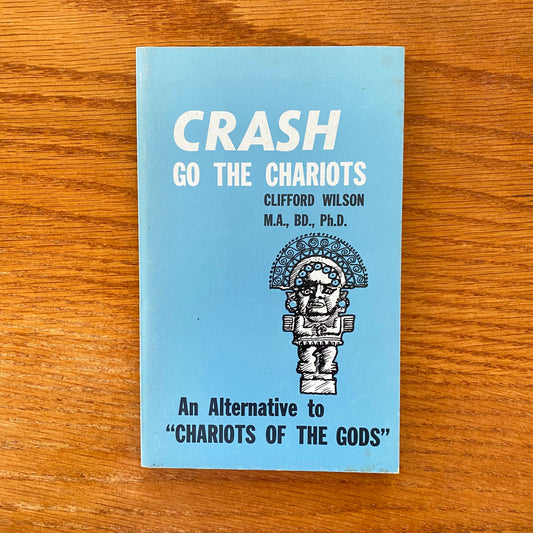 CRASH
GO THE CHARIOTS
CLIFFORD WILSON
M.A., BD., Ph.D.
An Alternative to
“CHARIOTS OF THE GODS”